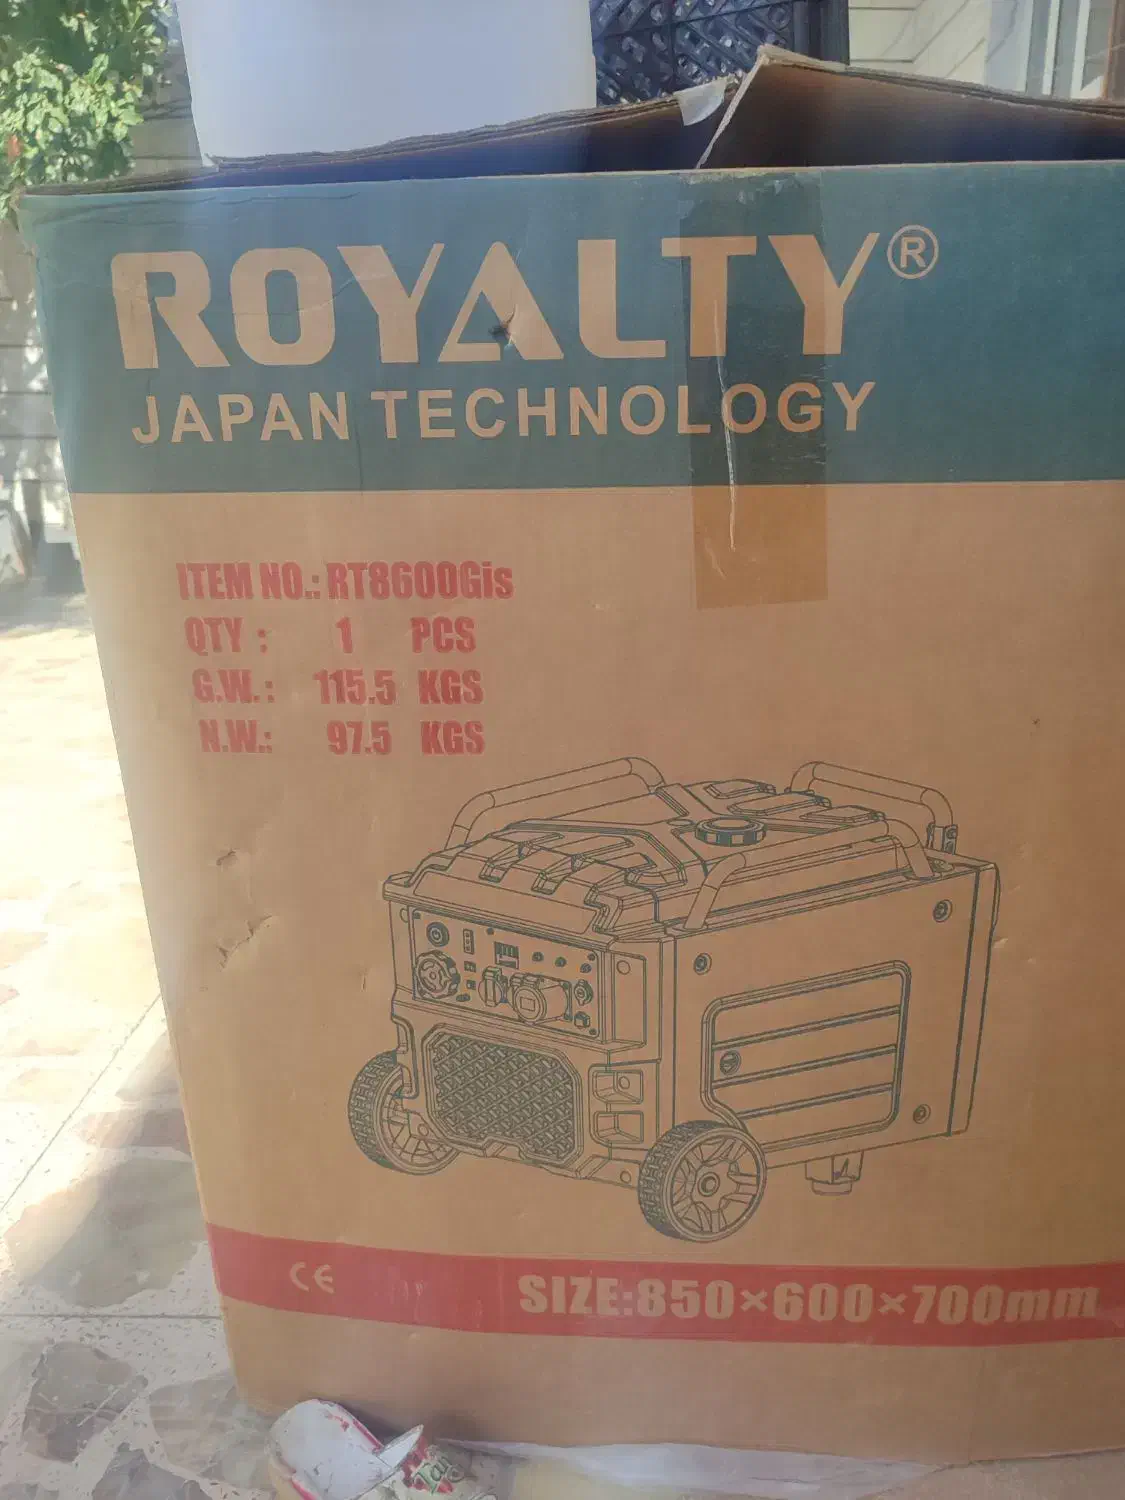 ROYALTY®
JAPAN TECHNOLOGY
ITEM NO.: RT8600Gis
QTY : 1 PCS
G.W.: 115.5 KGS
N.W.: 97.5 KGS
CE SIZE:850×600×700mm